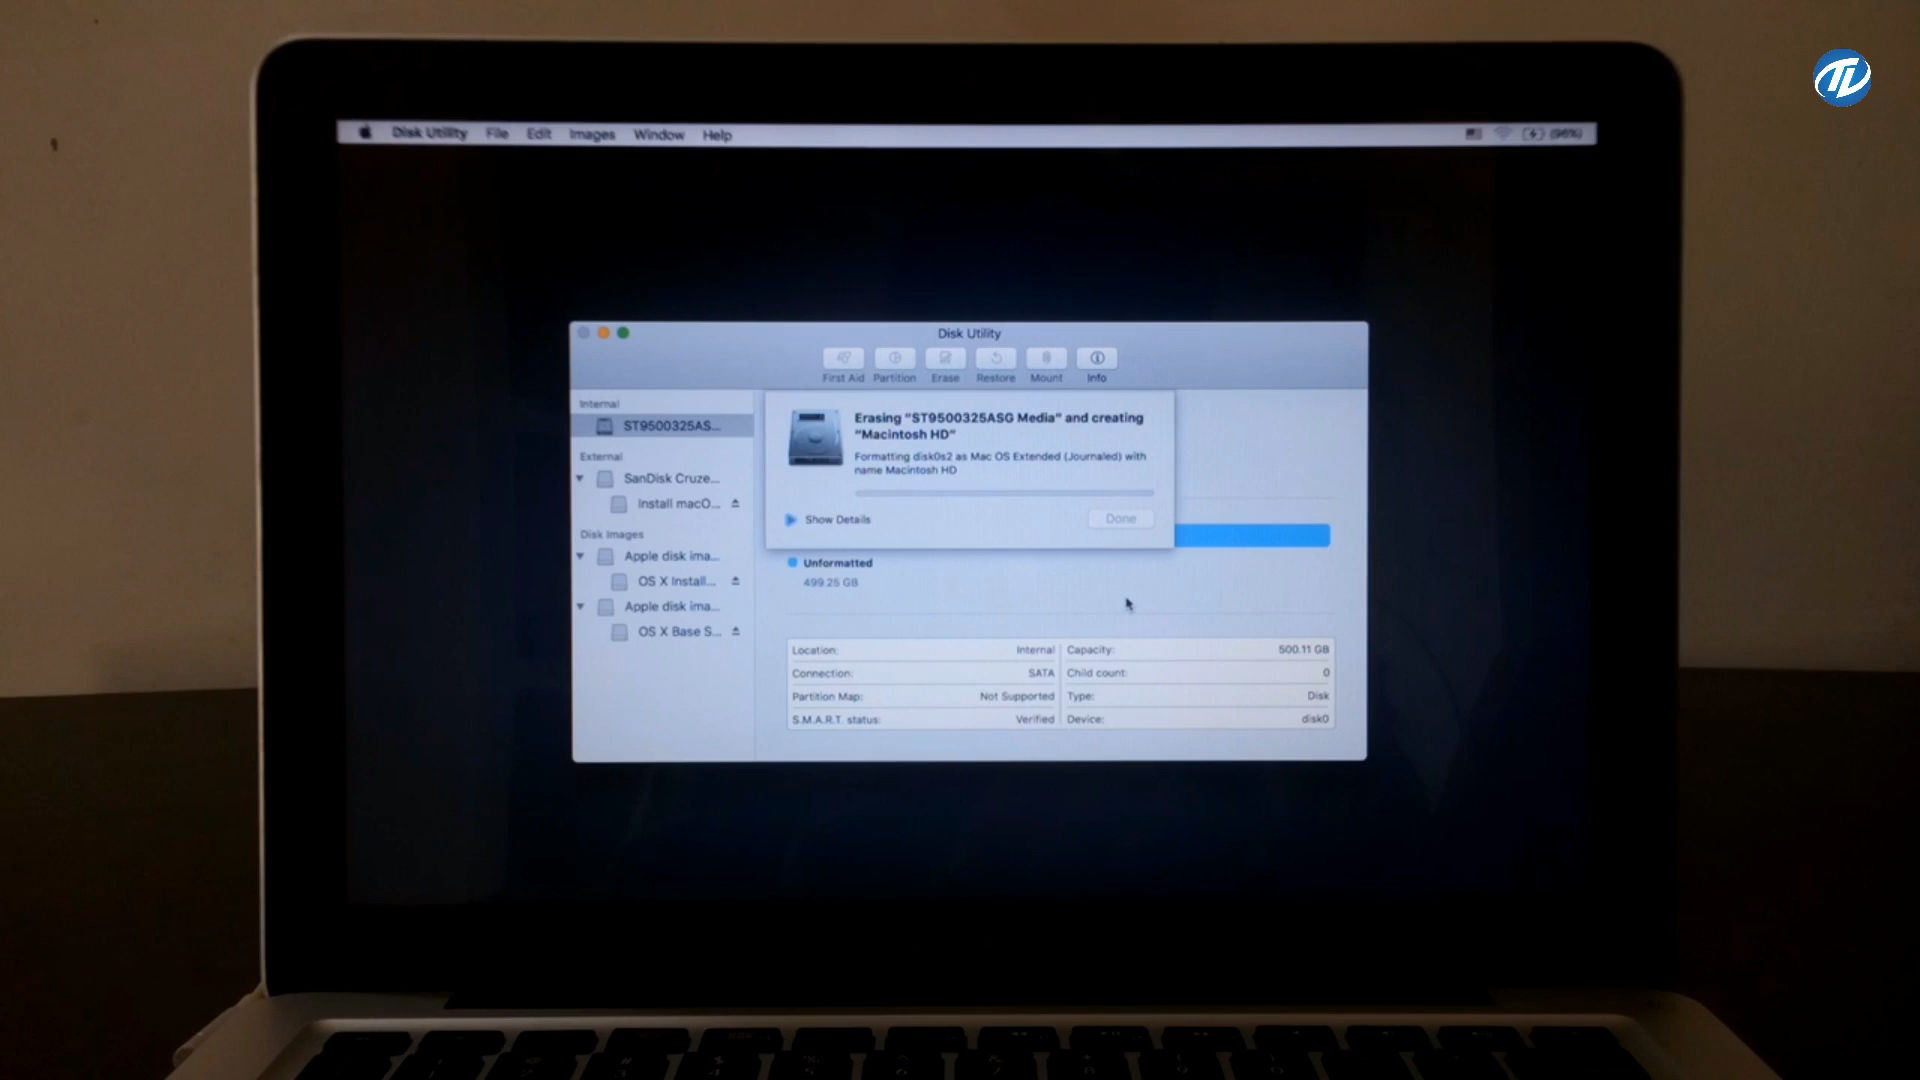 Disk Utility File Edit Images Window Help (96%)
Disk Utility
First Aid Partition Erase Restore Mount Info
Internal
ST9500325AS...
External
SanDisk Cruze...
Install macO...
Disk Images
Apple disk ima...
OS X Install...
Apple disk ima...
OS X Base S...
Erasing "ST9500325ASG Media" and creating
"Macintosh HD"
Formatting disk0s2 as Mac OS Extended (Journaled) with
name Macintosh HD
Show Details Done
Unformatted
499.25 GB
Location: Internal Capacity: 500.11 GB
Connection: SATA Child count: 0
Partition Map: Not Supported Type: Disk
S.M.A.R.T. status: Verified Device: disk0